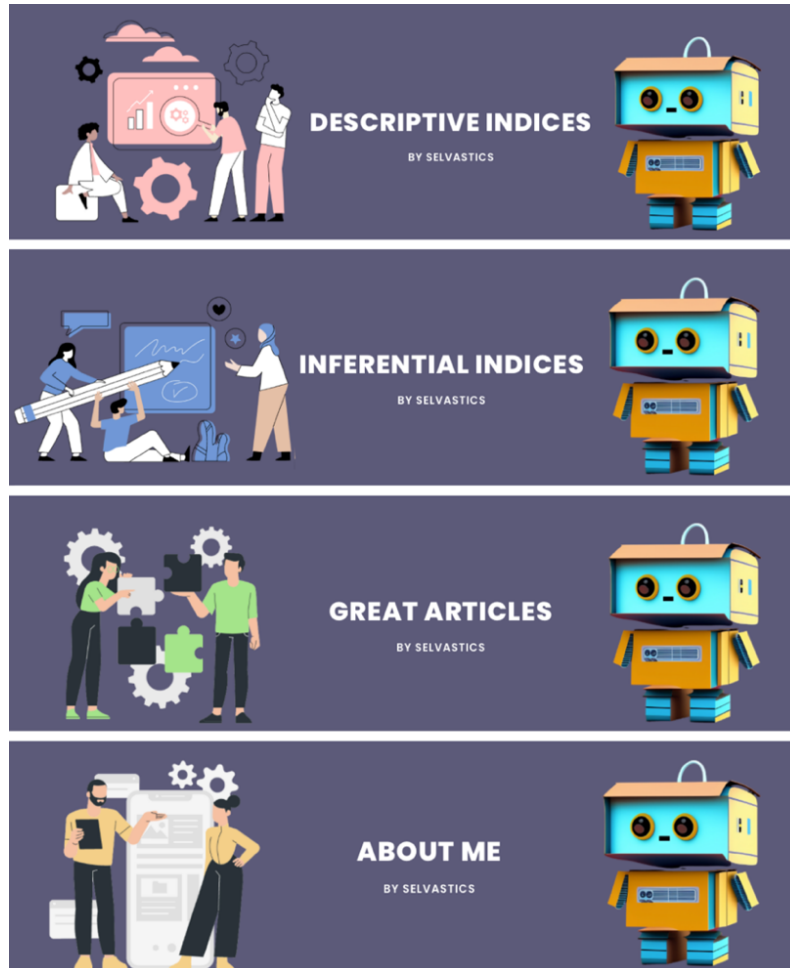 DESCRIPTIVE INDICES
BY SELVASTICS
INFERENTIAL INDICES
BY SELVASTICS
GREAT ARTICLES
BY SELVASTICS
ABOUT ME
BY SELVASTICS